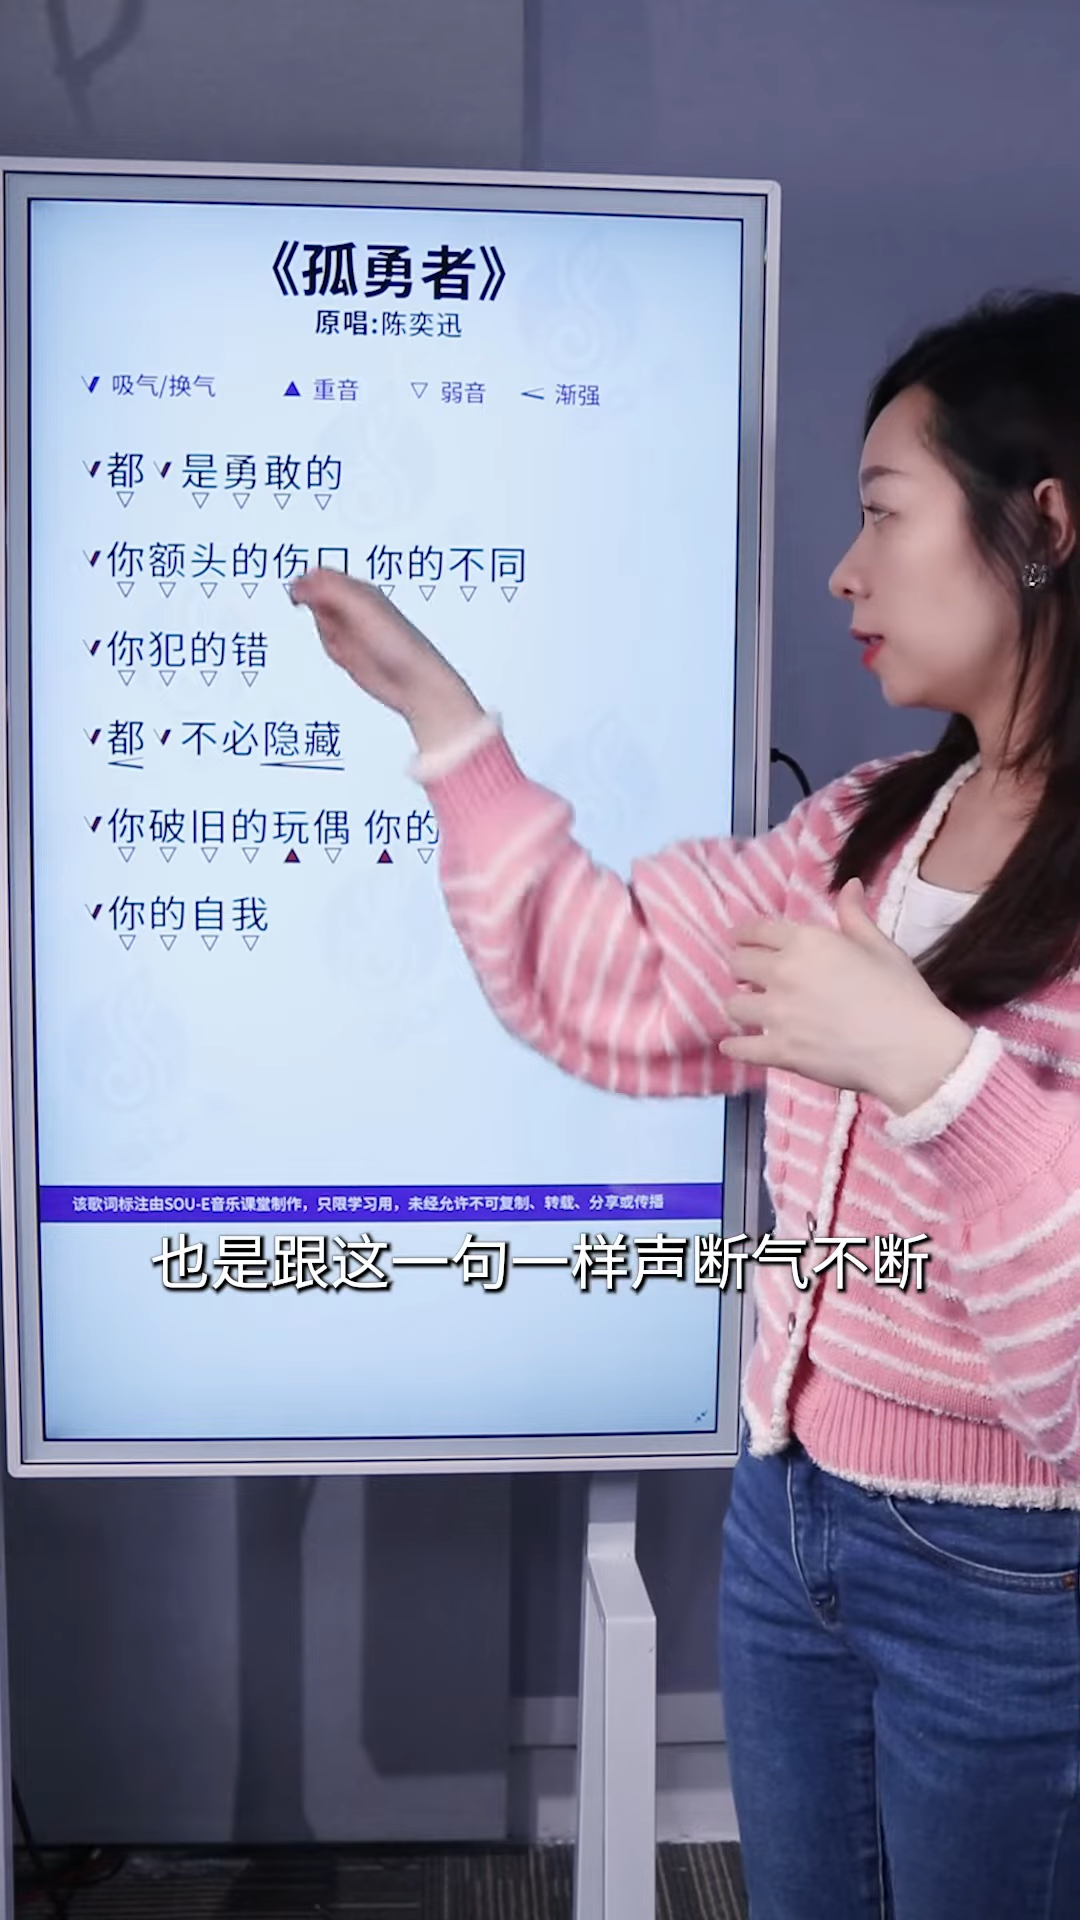 《孤勇者》
原唱:陈奕迅
吸气/换气 重音 弱音 渐强
都 是勇敢的
你额头的伤口 你的不同
你犯的错
都 不必隐藏
你破旧的玩偶 你的
你的自我
该歌词标注由SOU-E音乐课堂制作，只限学习用，未经允许不可复制、转载、分享或传播
也是跟这一句一样声断气不断